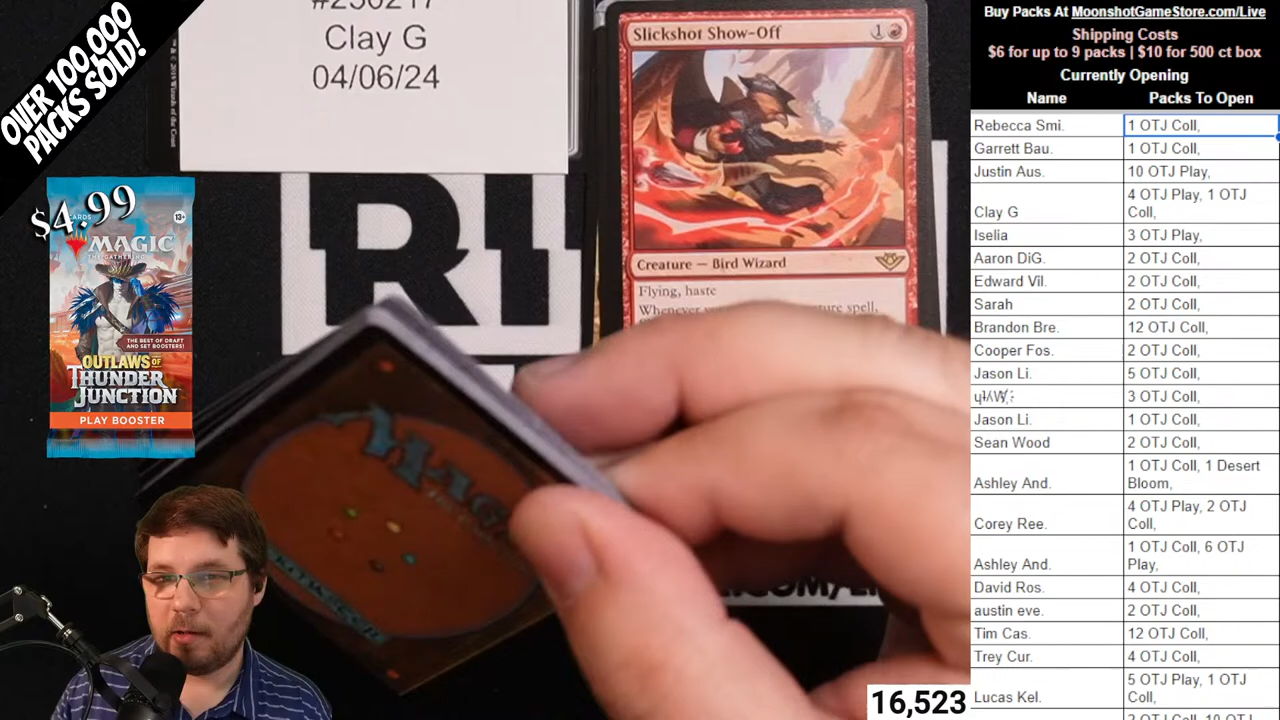 OVER 100,000
PACKS SOLD!
Clay G
04/06/24
Slickshot Show-Off 1
Creature — Bird Wizard
Flying, haste
$4.99
13+
MAGIC
THE GATHERING
THE BEST OF DRAFT
AND SET BOOSTERS!
OUTLAWS OF
THUNDER
JUNCTION
PLAY BOOSTER
Buy Packs At MoonshotGameStore.com/Live
Shipping Costs
$6 for up to 9 packs | $10 for 500 ct box
Currently Opening
Name Packs To Open
Rebecca Smi. 1 OTJ Coll,
Garrett Bau. 1 OTJ Coll,
Justin Aus. 10 OTJ Play,
Clay G 4 OTJ Play, 1 OTJ
Coll,
Iselia 3 OTJ Play,
Aaron DiG. 2 OTJ Coll,
Edward Vil. 2 OTJ Coll,
Sarah 2 OTJ Coll,
Brandon Bre. 12 OTJ Coll,
Cooper Fos. 2 OTJ Coll,
Jason Li. 5 OTJ Coll,
3 OTJ Coll,
Jason Li. 1 OTJ Coll,
Sean Wood 2 OTJ Coll,
Ashley And. 1 OTJ Coll, 1 Desert
Bloom,
Corey Ree. 4 OTJ Play, 2 OTJ
Coll,
Ashley And. 1 OTJ Coll, 6 OTJ
Play,
David Ros. 4 OTJ Coll,
austin eve. 2 OTJ Coll,
Tim Cas. 12 OTJ Coll,
Trey Cur. 4 OTJ Coll,
Lucas Kel. 5 OTJ Play, 1 OTJ
Coll,
16,523